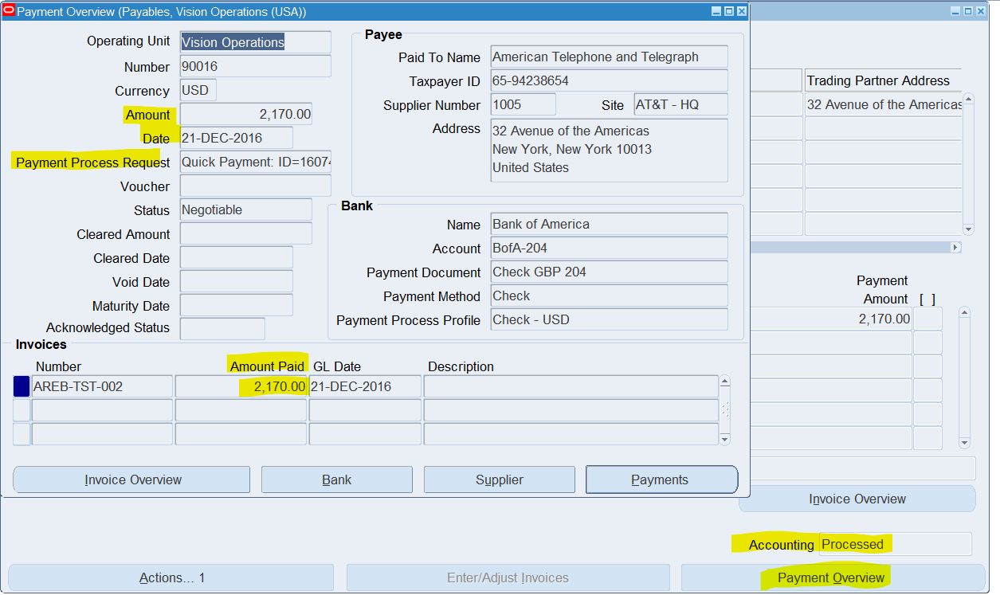 Payment Overview (Payables, Vision Operations (USA))
Operating Unit Vision Operations
Number 90016
Currency USD
Amount 2,170.00
Date 21-DEC-2016
Payment Process Request Quick Payment: ID=16074
Voucher
Status Negotiable
Cleared Amount
Cleared Date
Void Date
Maturity Date
Acknowledged Status
Payee
Paid To Name American Telephone and Telegraph
Taxpayer ID 65-94238654
Supplier Number 1005 Site AT&T - HQ
Address 32 Avenue of the Americas
New York, New York 10013
United States
Bank
Name Bank of America
Account BofA-204
Payment Document Check GBP 204
Payment Method Check
Payment Process Profile Check - USD
Invoices
Number Amount Paid GL Date Description
AREB-TST-002 2,170.00 21-DEC-2016
Invoice Overview Bank Supplier Payments
Trading Partner Address
32 Avenue of the Americas
Payment
Amount [ ]
2,170.00
Invoice Overview
Accounting Processed
Actions... 1 Enter/Adjust Invoices Payment Overview